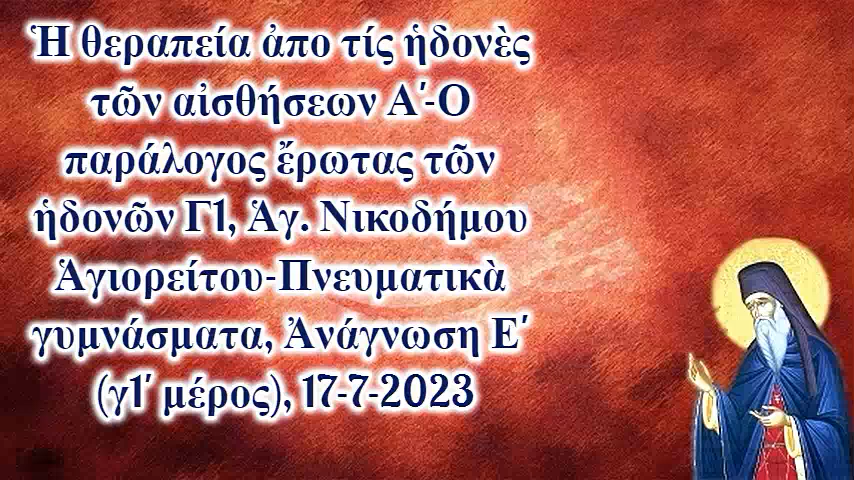 Ἡ θεραπεία ἀπο τίς ἡδονὲς
τῶν αἰσθήσεων Α΄-Ο
παράλογος ἔρωτας τῶν
ἡδονῶν Γ1, Ἁγ. Νικοδήμου
Ἁγιορείτου-Πνευματικὰ
γυμνάσματα, Ἀνάγνωση Ε΄
(γ1΄ μέρος), 17-7-2023